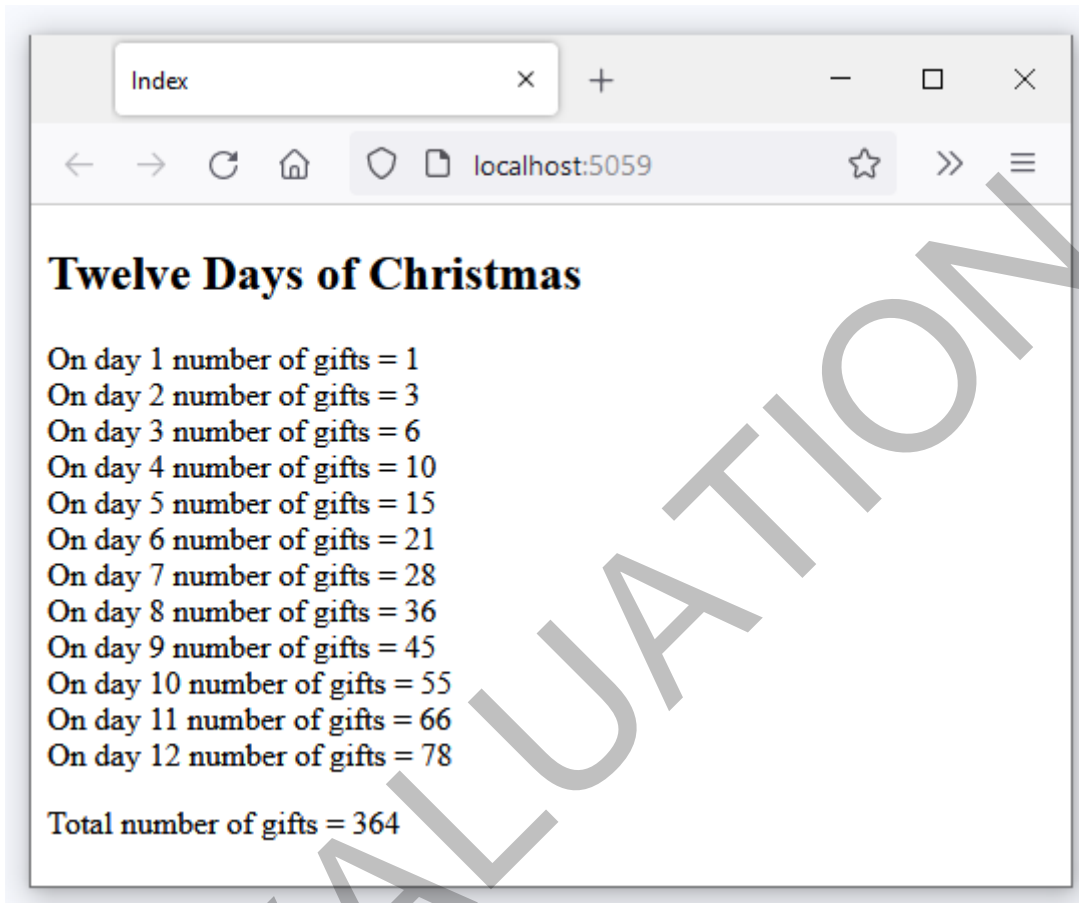 Index
localhost:5059
Twelve Days of Christmas
On day 1 number of gifts = 1
On day 2 number of gifts = 3
On day 3 number of gifts = 6
On day 4 number of gifts = 10
On day 5 number of gifts = 15
On day 6 number of gifts = 21
On day 7 number of gifts = 28
On day 8 number of gifts = 36
On day 9 number of gifts = 45
On day 10 number of gifts = 55
On day 11 number of gifts = 66
On day 12 number of gifts = 78
Total number of gifts = 364
ALUATION